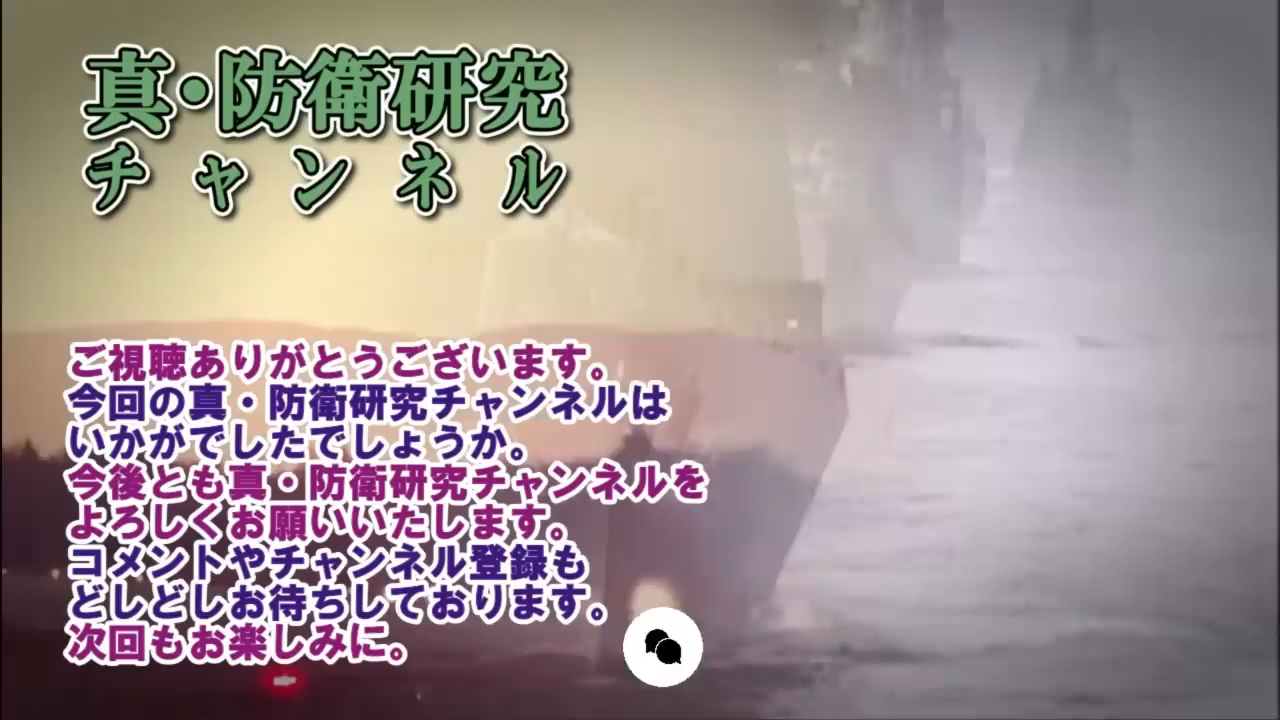 真・防衛研究
チャンネル
ご視聴ありがとうございます。
今回の真・防衛研究チャンネルは
いかがでしたでしょうか。
今後とも真・防衛研究チャンネルを
よろしくお願いいたします。
コメントやチャンネル登録も
どしどしお待ちしております。
次回もお楽しみに。